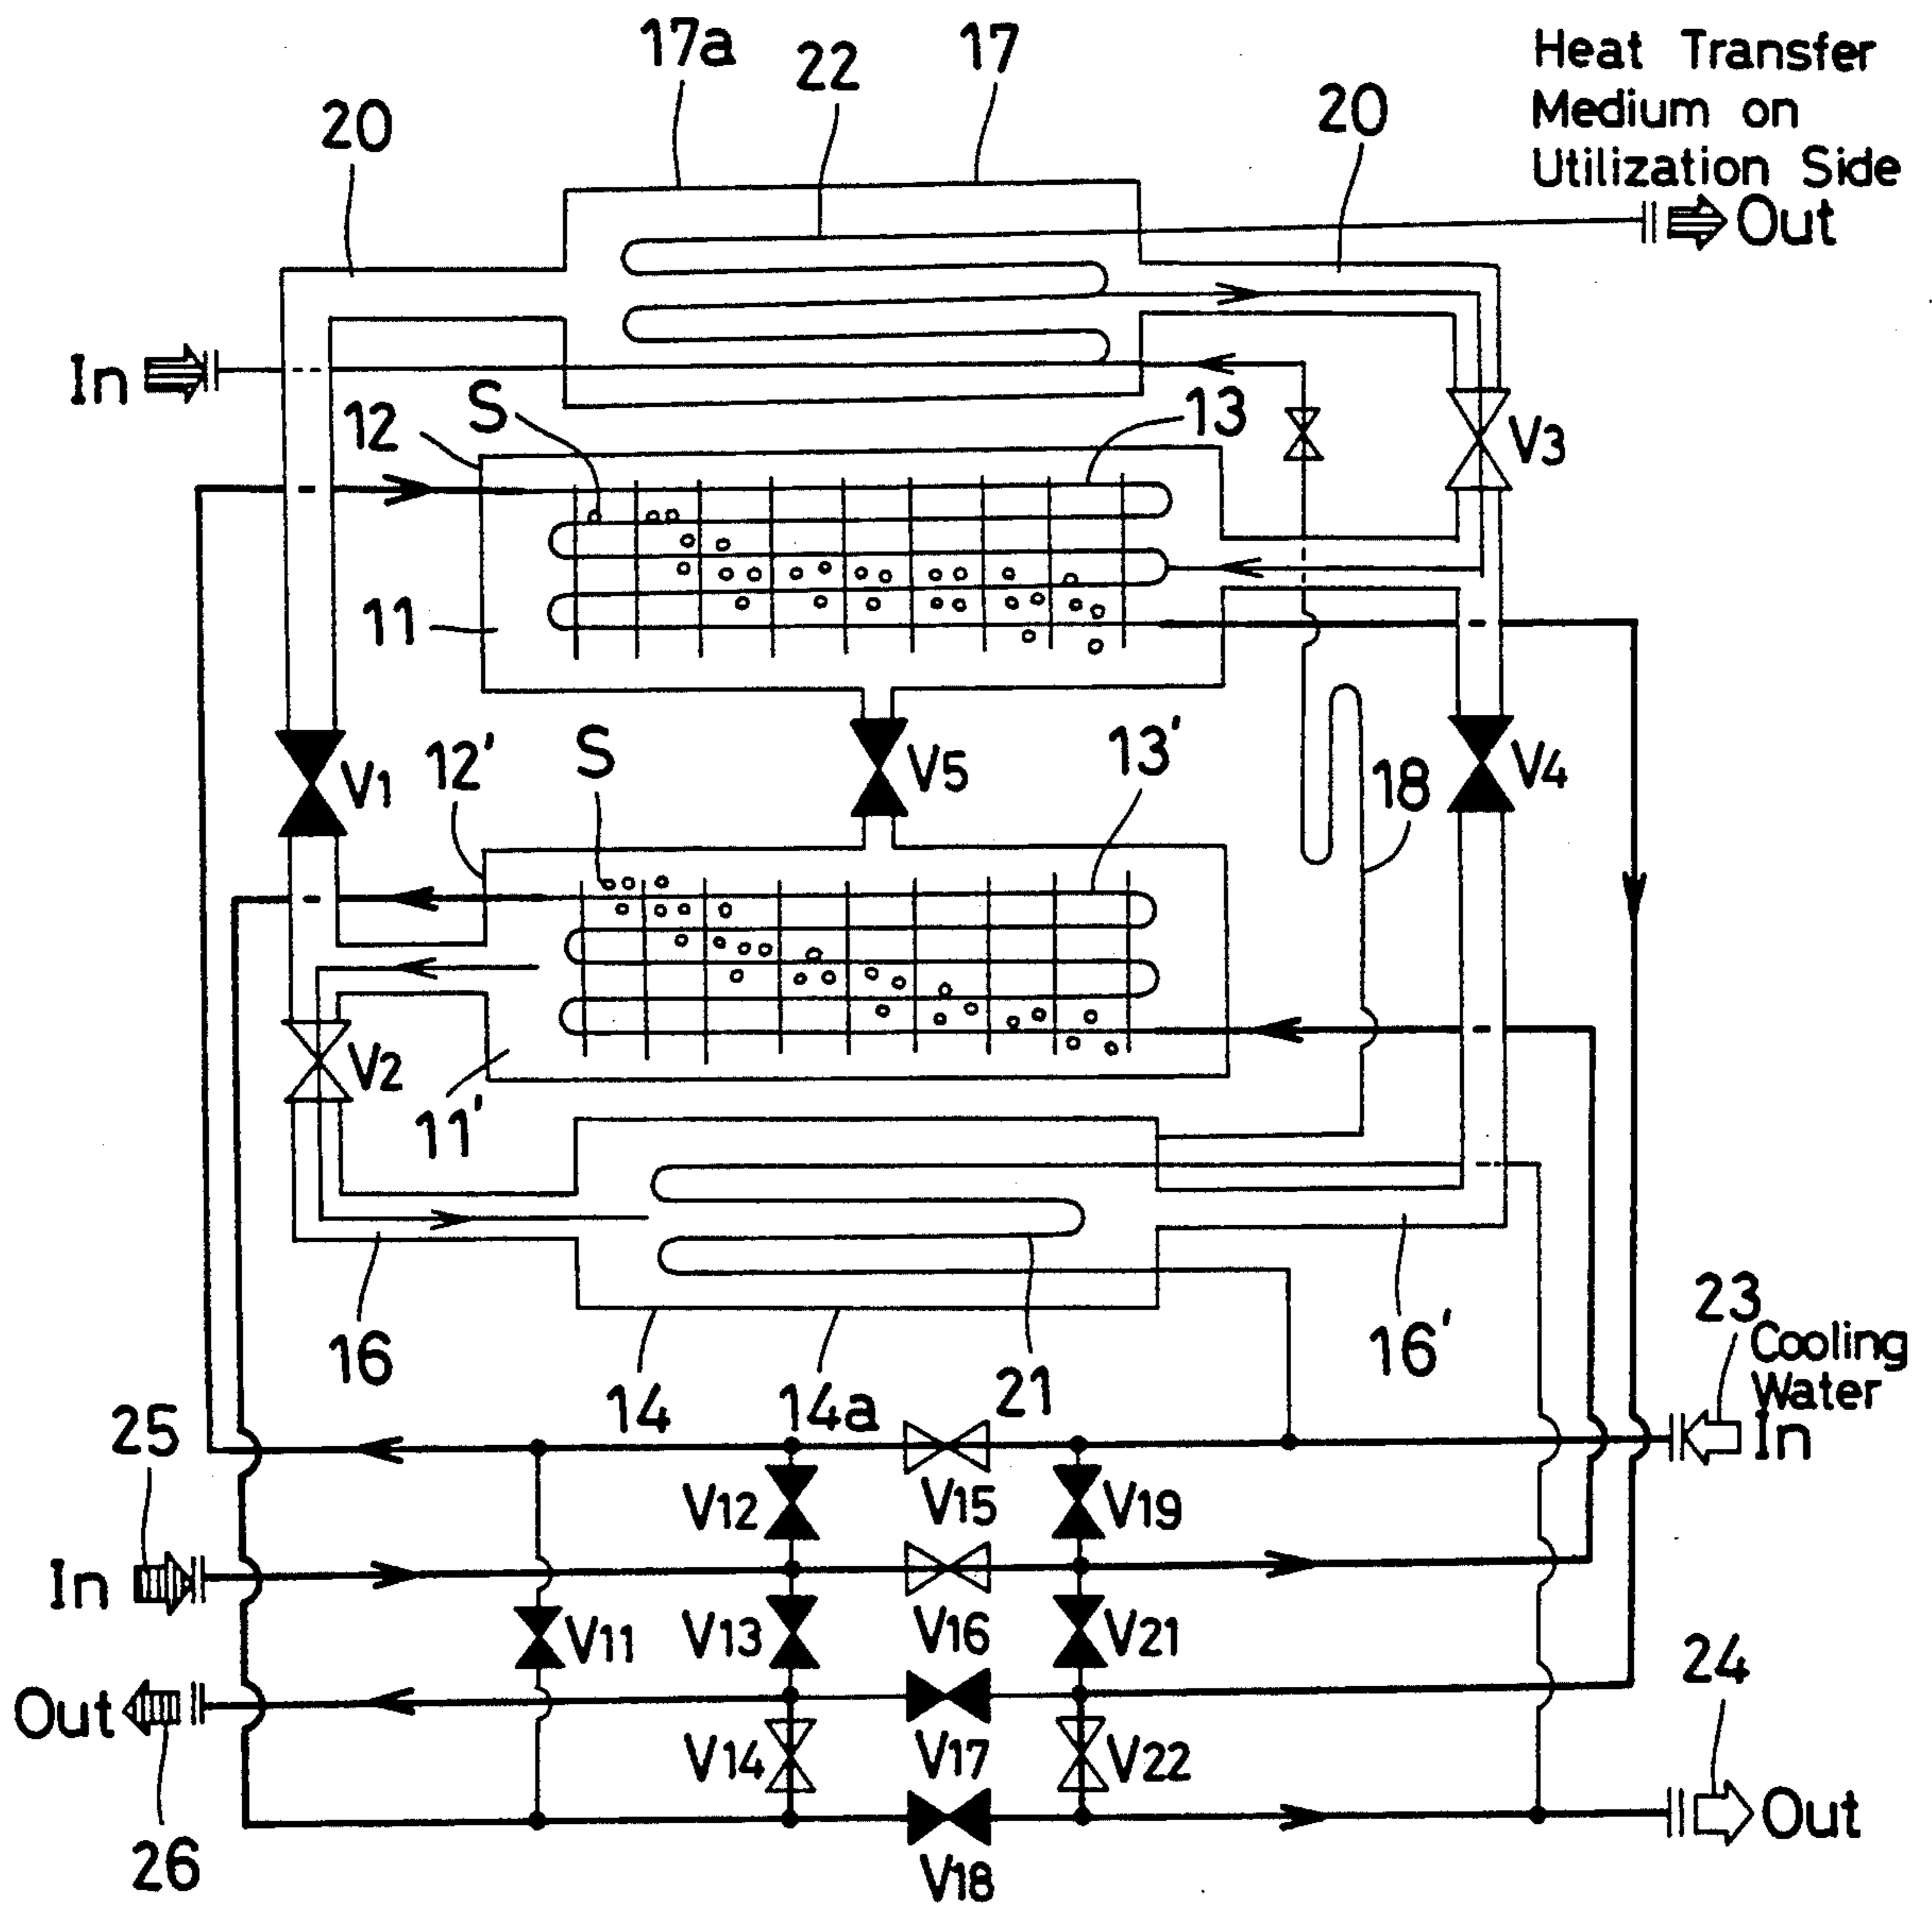 17a
17
Heat Transfer
Medium on
Utilization Side
22
20
20
Out
In
S
12
13
V3
11
12'
S
V1
V5
13'
V4
18
V2
11'
16
14
14a
21
16'
23
Cooling
Water
In
25
V12
V15
V19
In
V11
V13
V16
V21
24
Out
V14
V17
V22
Out
26
V18